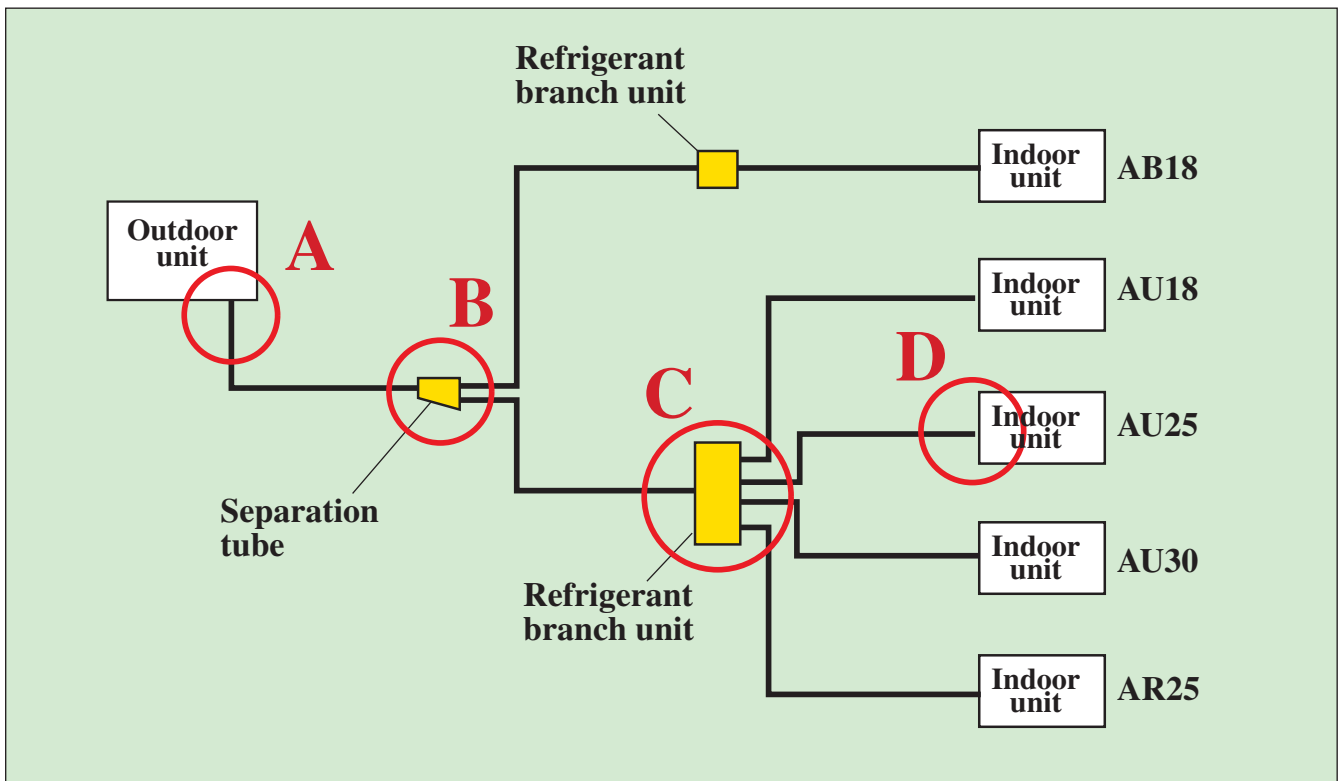 Refrigerant
branch unit
Indoor
unit
AB18
Outdoor
unit
A
Indoor
unit
AU18
B
D
Indoor
unit
AU25
C
Separation
tube
Indoor
unit
AU30
Refrigerant
branch unit
Indoor
unit
AR25